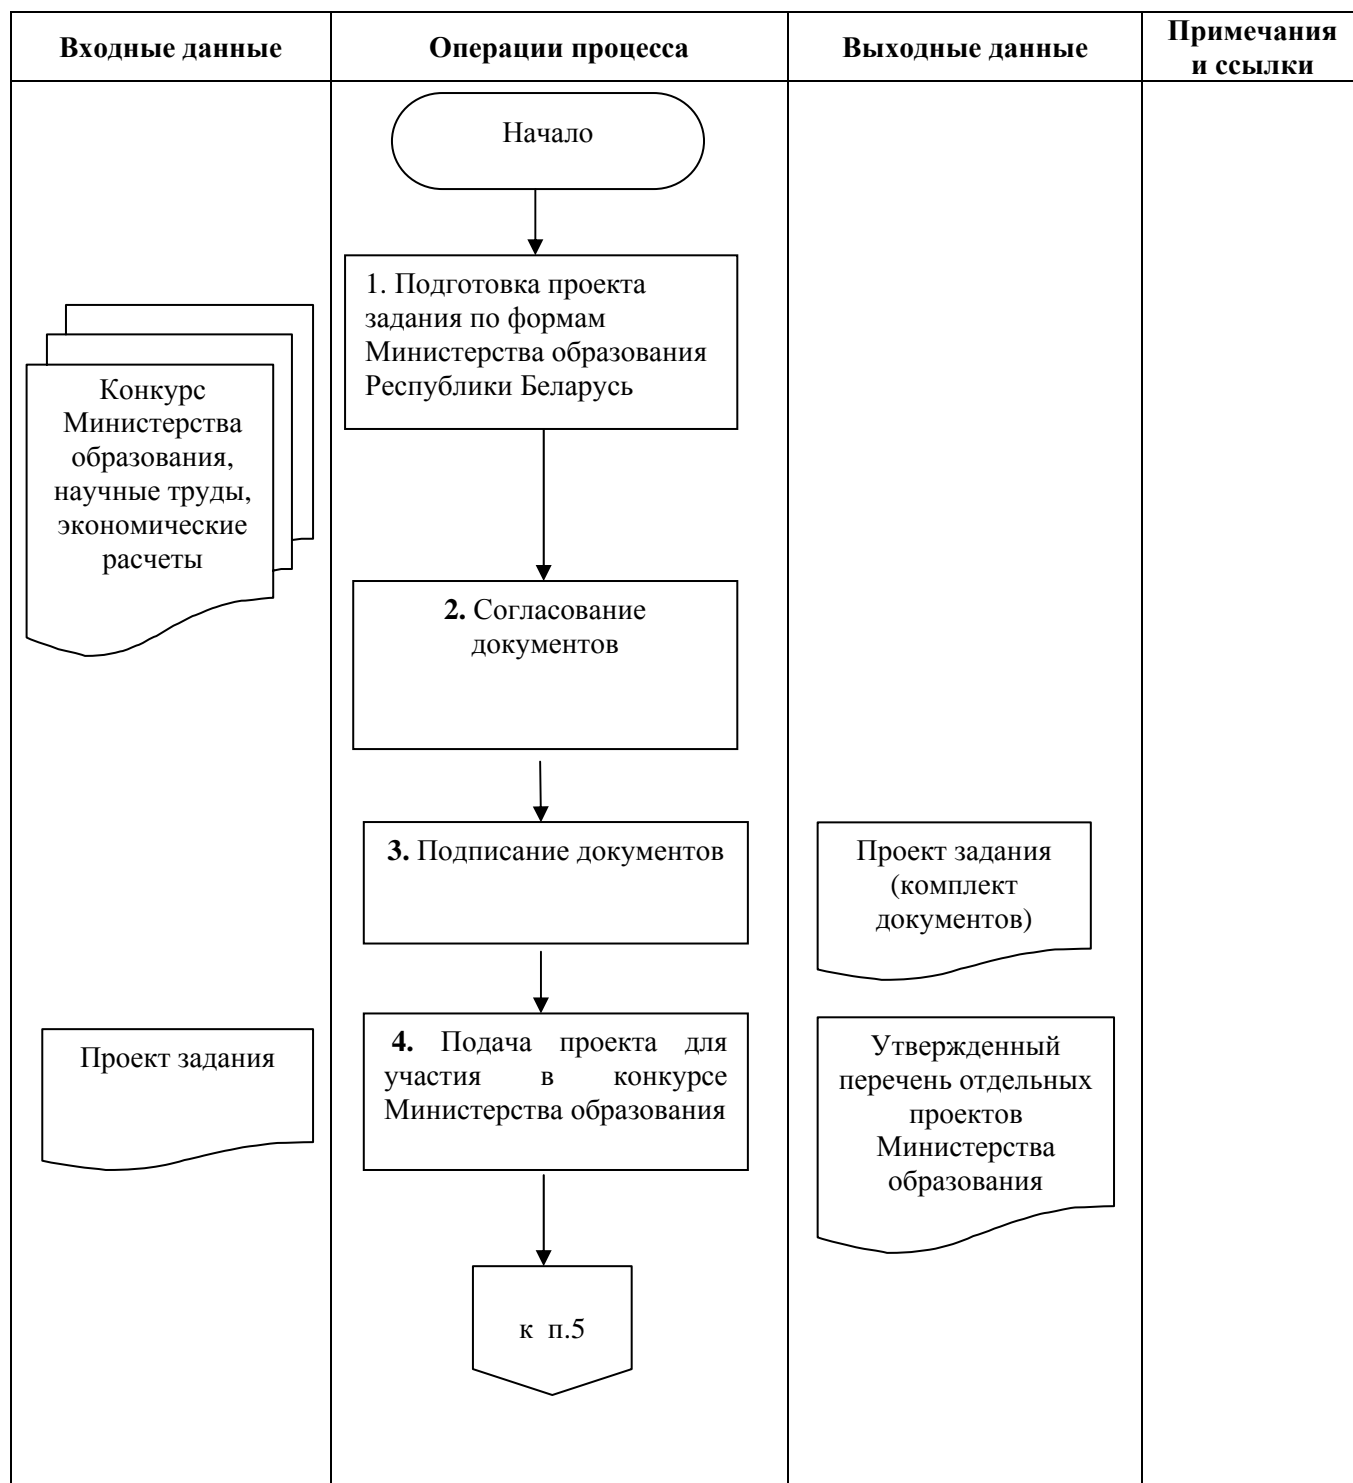 Входные данные
Операции процесса
Выходные данные
Примечания
и ссылки
Начало
1. Подготовка проекта
задания по формам
Министерства образования
Республики Беларусь
Конкурс
Министерства
образования,
научные труды,
экономические
расчеты
2. Согласование
документов
3. Подписание документов
Проект задания
(комплект
документов)
Проект задания
4. Подача проекта для
участия в конкурсе
Министерства образования
Утвержденный
перечень отдельных
проектов
Министерства
образования
к п.5